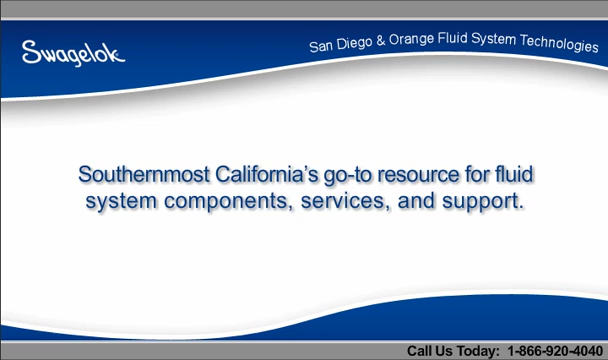 Swagelok
San Diego & Orange Fluid System Technologies
Southernmost California's go-to resource for fluid
system components, services, and support.
Call Us Today: 1-866-920-4040